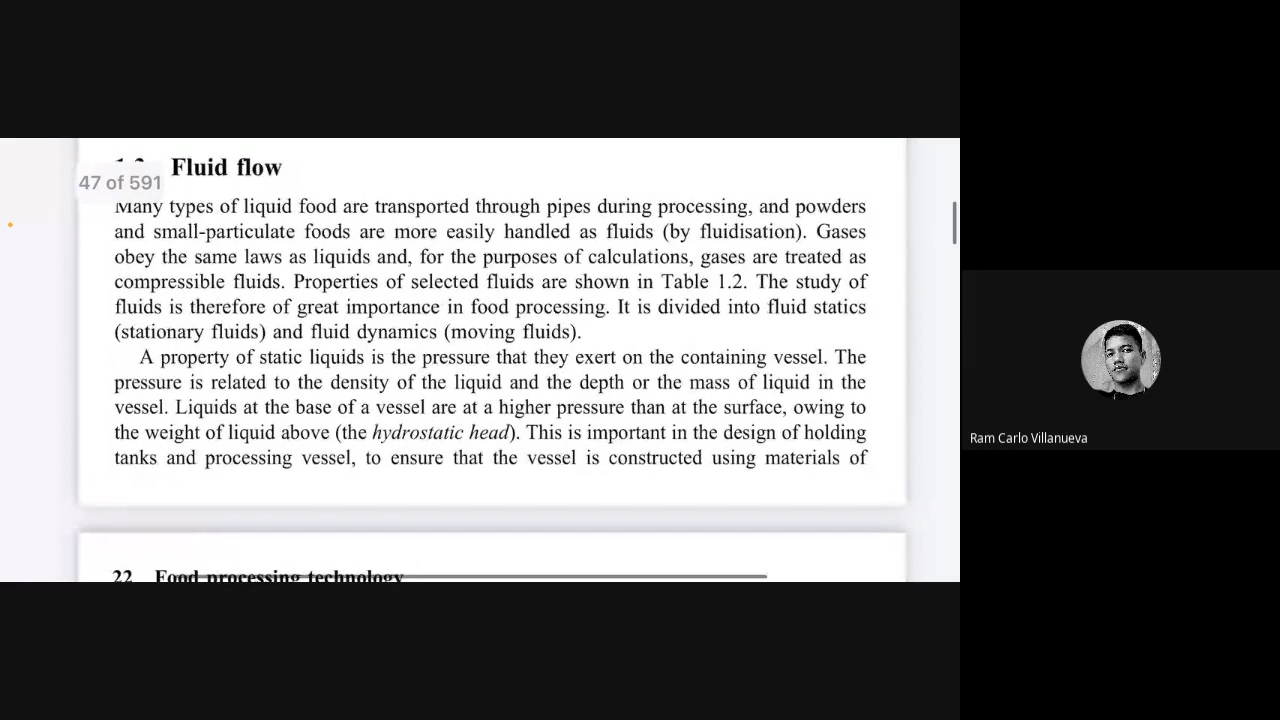 Fluid flow
47 of 591
Many types of liquid food are transported through pipes during processing, and powders
and small-particulate foods are more easily handled as fluids (by fluidisation). Gases
obey the same laws as liquids and, for the purposes of calculations, gases are treated as
compressible fluids. Properties of selected fluids are shown in Table 1.2. The study of
fluids is therefore of great importance in food processing. It is divided into fluid statics
(stationary fluids) and fluid dynamics (moving fluids).
A property of static liquids is the pressure that they exert on the containing vessel. The
pressure is related to the density of the liquid and the depth or the mass of liquid in the
vessel. Liquids at the base of a vessel are at a higher pressure than at the surface, owing to
the weight of liquid above (the hydrostatic head). This is important in the design of holding
tanks and processing vessel, to ensure that the vessel is constructed using materials of
22 Food processing technology
Ram Carlo Villanueva